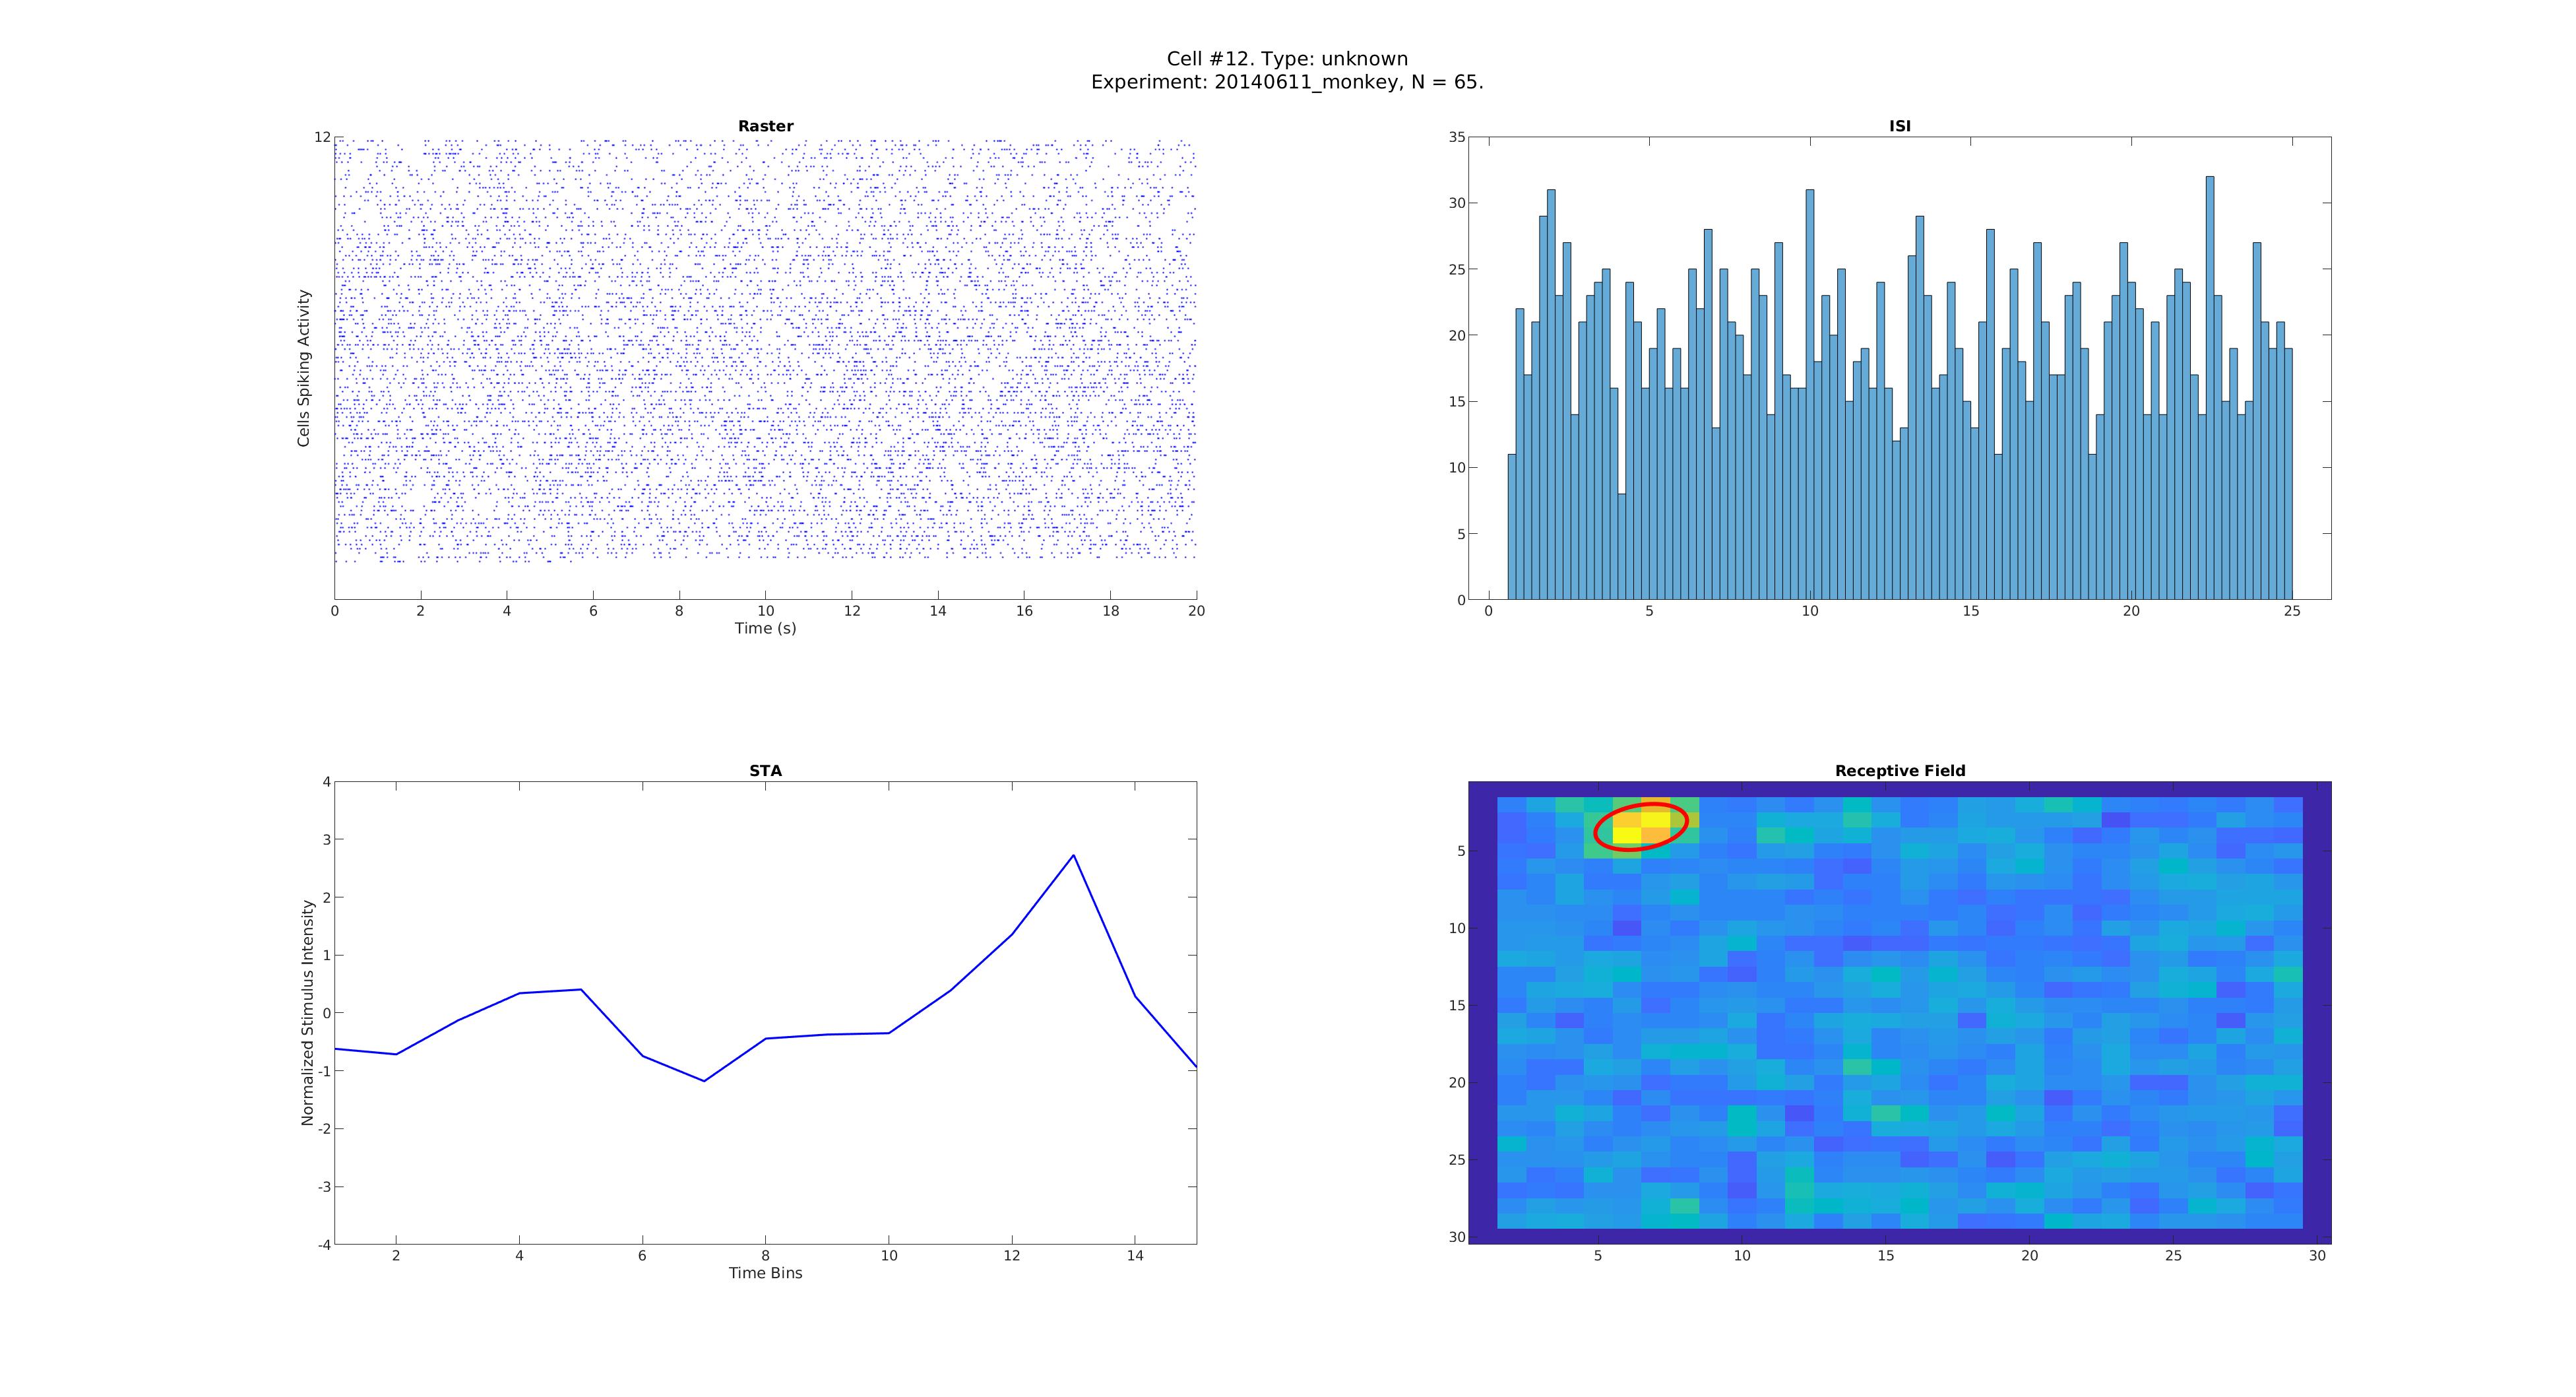 Cell #12. Type: unknown
Experiment: 20140611_monkey, N = 65.
Raster
12
Cells Spiking Activity
0 2 4 6 8 10 12 14 16 18 20
Time (s)
ISI
35
30
25
20
15
10
5
0
0 5 10 15 20 25
STA
4
3
2
1
0
-1
-2
-3
-4
Normalized Stimulus Intensity
2 4 6 8 10 12 14
Time Bins
Receptive Field
5
10
15
20
25
30
5 10 15 20 25 30